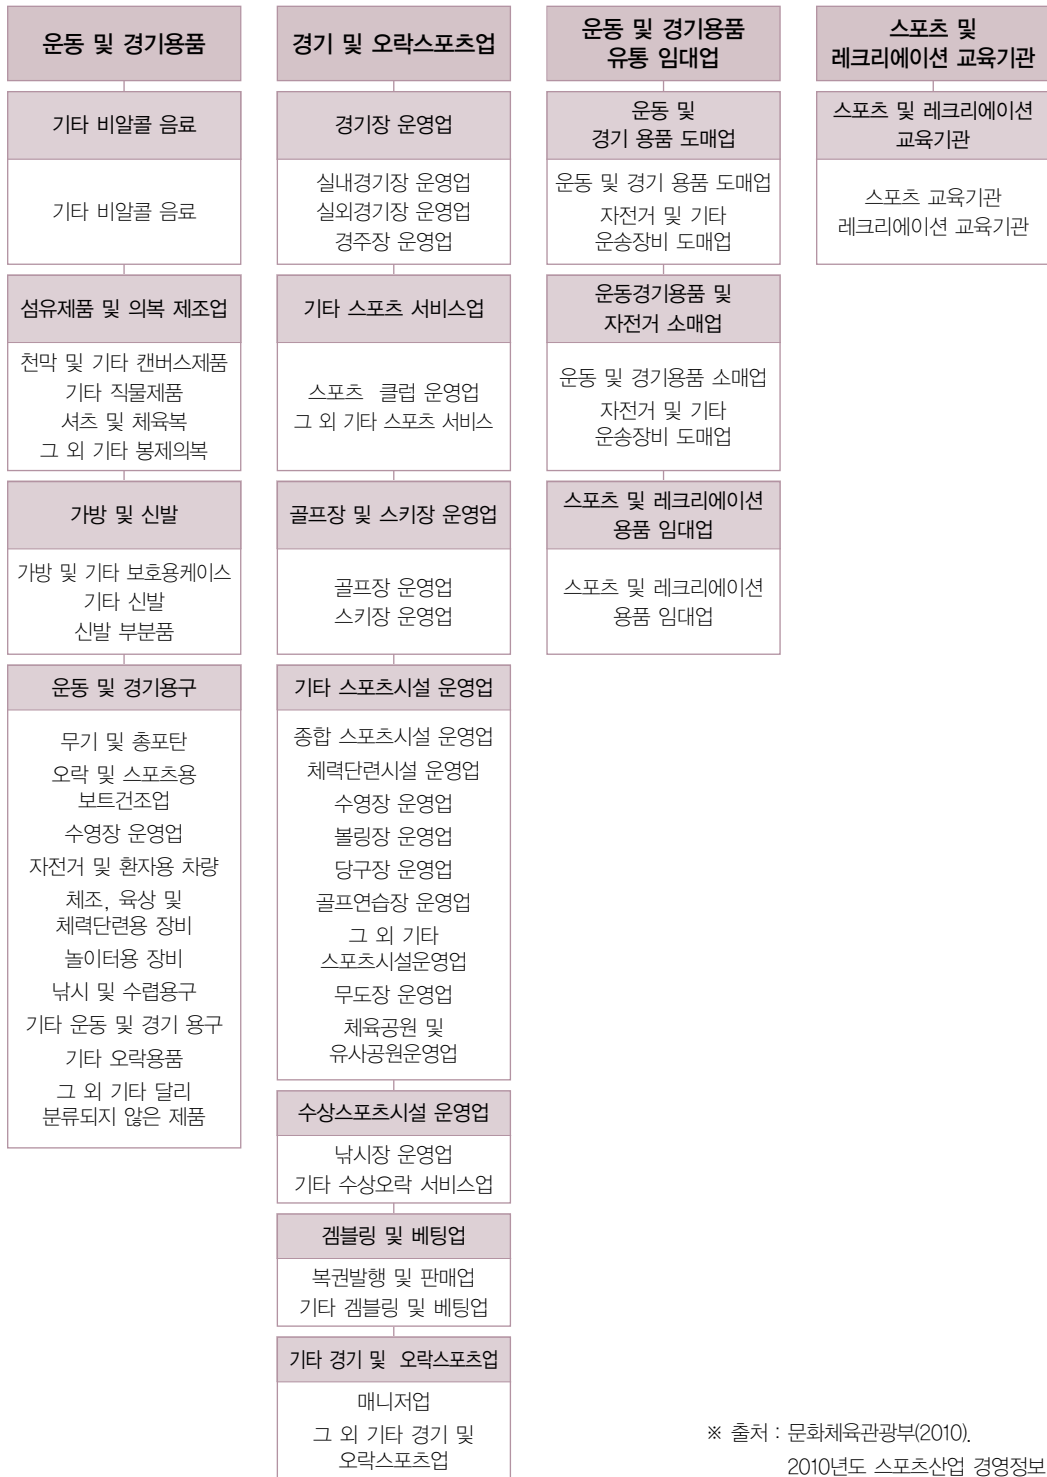 운동 및 경기용품
기타 비알콜 음료
기타 비알콜 음료
섬유제품 및 의복 제조업
천막 및 기타 캔버스제품
기타 직물제품
셔츠 및 체육복
그 외 기타 봉제의복
가방 및 신발
가방 및 기타 보호용케이스
기타 신발
신발 부분품
운동 및 경기용구
무기 및 총포탄
오락 및 스포츠용
보트건조업
수영장 운영업
자전거 및 환자용 차량
체조, 육상 및
체력단련용 장비
놀이터용 장비
낚시 및 수렵용구
기타 운동 및 경기 용구
기타 오락용품
그 외 기타 달리
분류되지 않은 제품
경기 및 오락스포츠업
경기장 운영업
실내경기장 운영업
실외경기장 운영업
경주장 운영업
기타 스포츠 서비스업
스포츠 클럽 운영업
그 외 기타 스포츠 서비스
골프장 및 스키장 운영업
골프장 운영업
스키장 운영업
기타 스포츠시설 운영업
종합 스포츠시설 운영업
체력단련시설 운영업
수영장 운영업
볼링장 운영업
당구장 운영업
골프연습장 운영업
그 외 기타
스포츠시설운영업
무도장 운영업
체육공원 및
유사공원운영업
수상스포츠시설 운영업
낚시장 운영업
기타 수상오락 서비스업
겜블링 및 베팅업
복권발행 및 판매업
기타 겜블링 및 베팅업
기타 경기 및 오락스포츠업
매니저업
그 외 기타 경기 및
오락스포츠업
운동 및 경기용품
유통 임대업
운동 및
경기 용품 도매업
운동 및 경기 용품 도매업
자전거 및 기타
운송장비 도매업
운동경기용품 및
자전거 소매업
운동 및 경기용품 소매업
자전거 및 기타
운송장비 도매업
스포츠 및 레크리에이션
용품 임대업
스포츠 및 레크리에이션
용품 임대업
스포츠 및
레크리에이션 교육기관
스포츠 및 레크리에이션
교육기관
스포츠 교육기관
레크리에이션 교육기관
※ 출처 : 문화체육관광부(2010).
2010년도 스포츠산업 경영정보